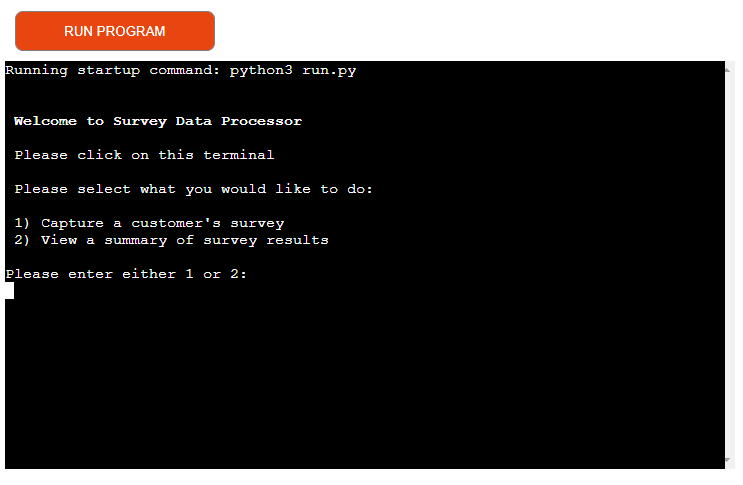 RUN PROGRAM
Running startup command: python3 run.py
Welcome to Survey Data Processor
Please click on this terminal
Please select what you would like to do:
1) Capture a customer's survey
2) View a summary of survey results
Please enter either 1 or 2: